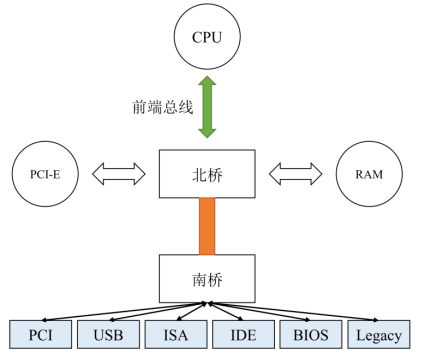 CPU
前端总线
PCI-E
北桥
RAM
南桥
PCI
USB
ISA
IDE
BIOS
Legacy